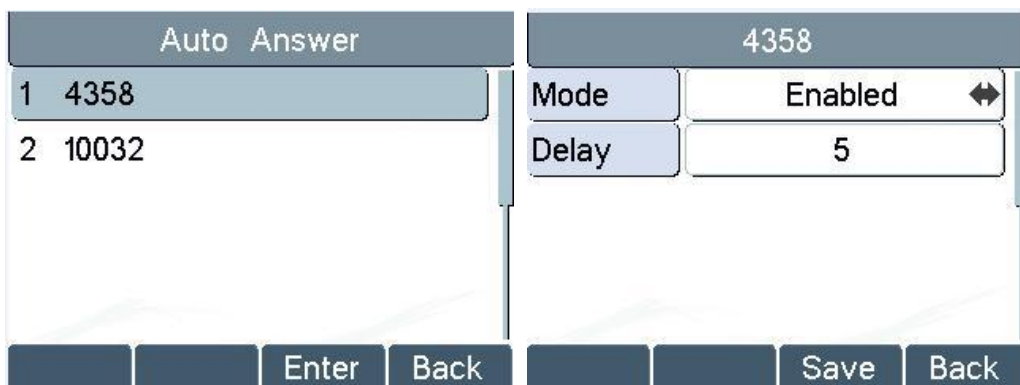 Auto Answer
1 4358
2 10032
Enter Back
4358
Mode Enabled
Delay 5
Save Back